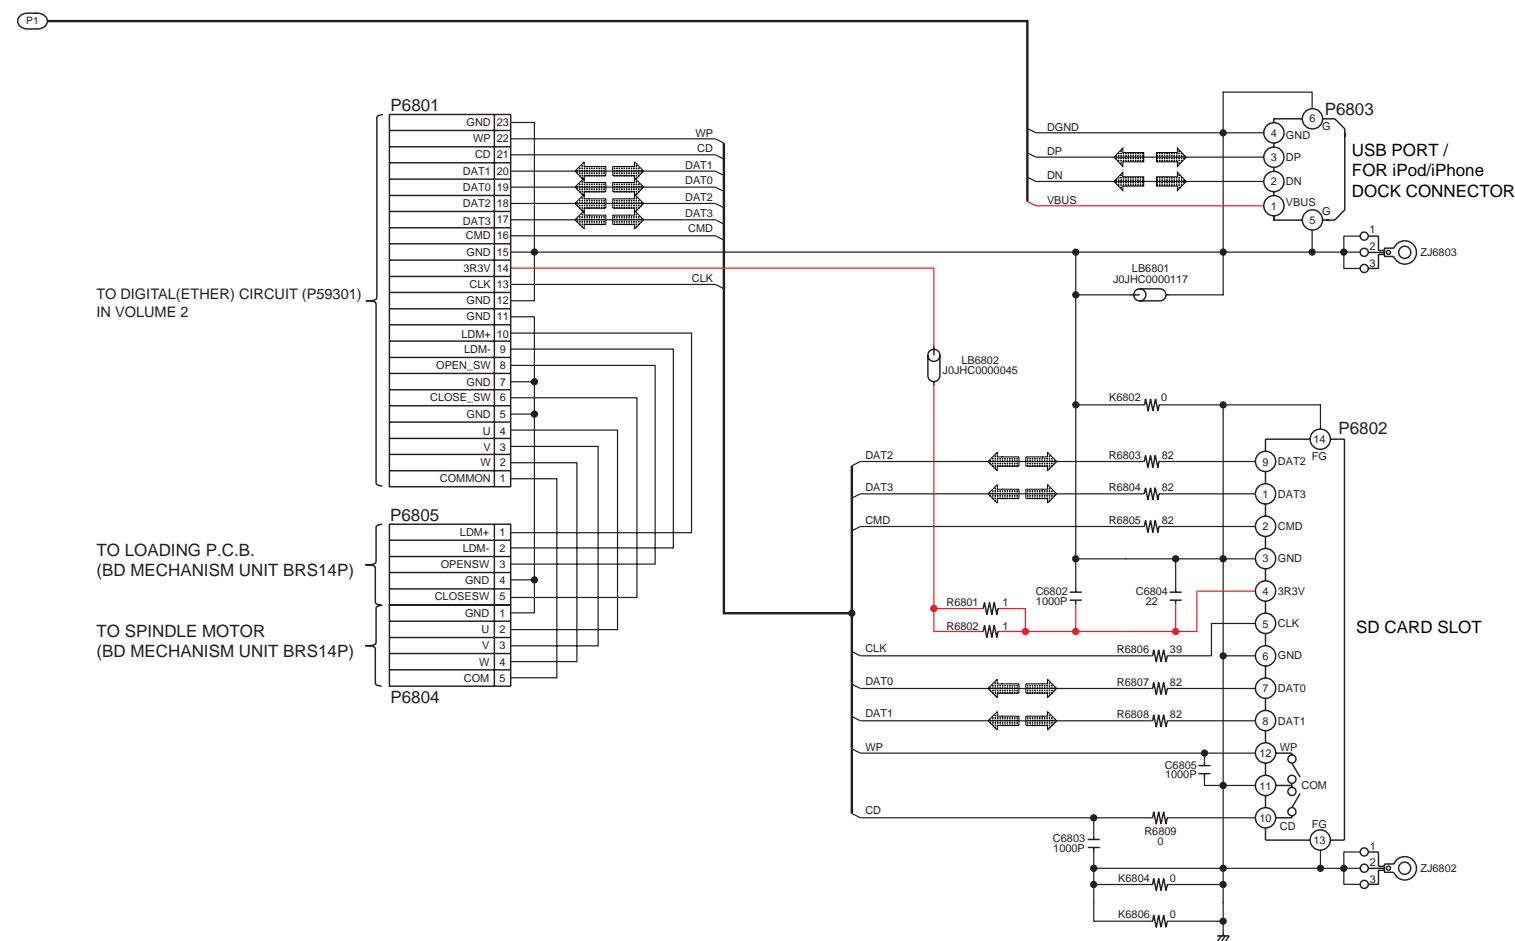 P1
P6801
GND 23
WP 22
CD 21
DAT1 20
DAT0 19
DAT2 18
DAT3 17
CMD 16
GND 15
3R3V 14
CLK 13
GND 12
GND 11
LDM+ 10
LDM- 9
OPEN_SW 8
GND 7
CLOSE_SW 6
GND 5
U 4
V 3
W 2
COMMON 1
WP
CD
DAT1
DAT0
DAT2
DAT3
CMD
CLK
TO DIGITAL(ETHER) CIRCUIT (P59301)
IN VOLUME 2
P6805
LDM+ 1
LDM- 2
OPENSW 3
GND 4
CLOSESW 5
GND 1
U 2
V 3
W 4
COM 5
P6804
TO LOADING P.C.B.
(BD MECHANISM UNIT BRS14P)
TO SPINDLE MOTOR
(BD MECHANISM UNIT BRS14P)
DGND
DP
DN
VBUS
P6803
6 G
4 GND
3 DP
2 DN
1 VBUS
5 G
USB PORT /
FOR iPod/iPhone
DOCK CONNECTOR
1
2
3
ZJ6803
LB6801
J0JHC0000117
LB6802
J0JHC0000045
K6802 0
P6802
14
FG
DAT2 R6803 82 9 DAT2
DAT3 R6804 82 1 DAT3
CMD R6805 82 2 CMD
3 GND
C6802
1000P
C6804
22
4 3R3V
R6801 1
R6802 1
5 CLK
SD CARD SLOT
CLK R6806 39
6 GND
DAT0 R6807 82 7 DAT0
DAT1 R6808 82 8 DAT1
WP 12 WP
C6805
1000P
11 COM
CD 10 CD
R6809
0
FG
13
C6803
1000P
1
2
3
ZJ6802
K6804 0
K6806 0